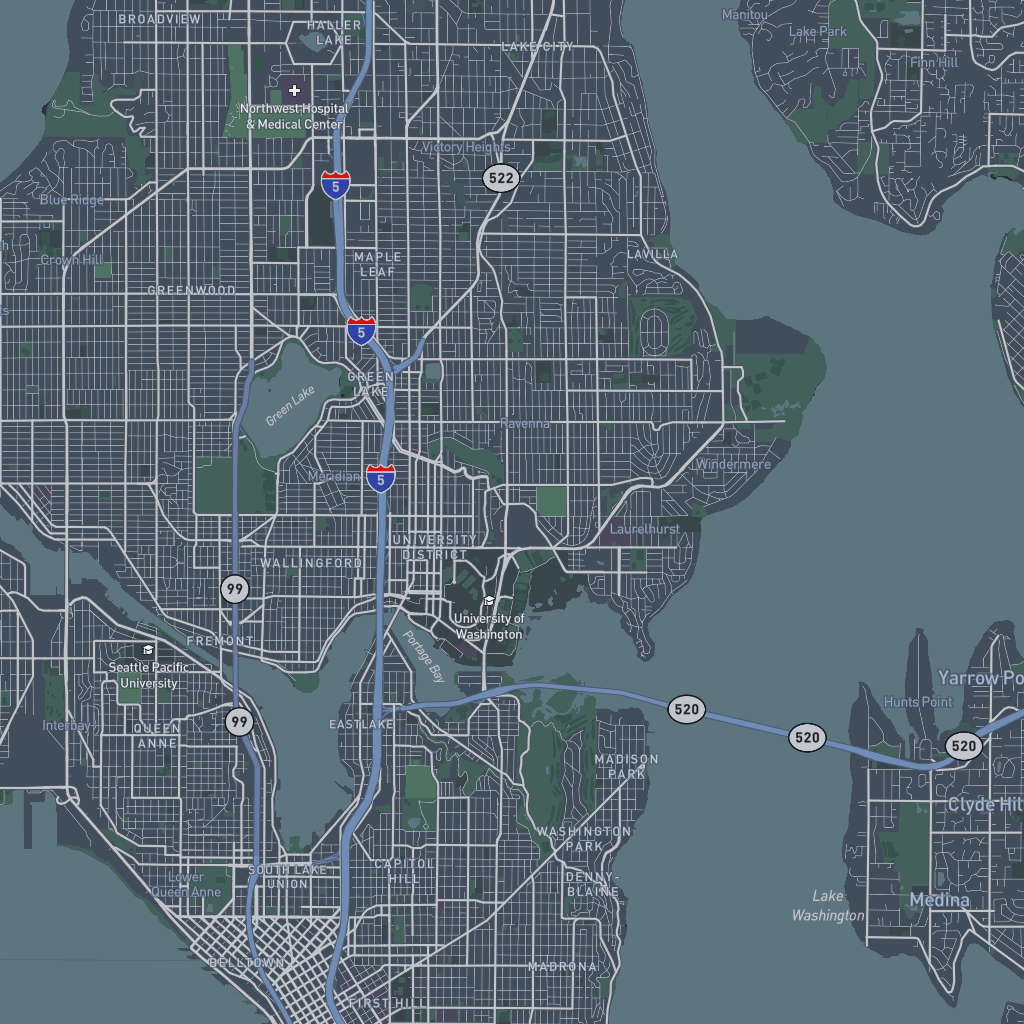 BROADVIEW
HALLER
LAKE
LAKE CITY
Manitou
Lake Park
Finn Hill
Northwest Hospital
& Medical Center
Victory Heights
5
522
Blue Ridge
Crown Hill
MAPLE
LEAF
LAVILLA
GREENWOOD
5
GREEN
LAKE
Green Lake
Ravenna
Meridian
5
Windermere
Laurelhurst
UNIVERSITY
DISTRICT
WALLINGFORD
99
University of
Washington
FREMONT
Portage Bay
Seattle Pacific
University
Yarrow Po
Hunts Point
Interbay
QUEEN
ANNE
99
EASTLAKE
520
520
520
MADISON
PARK
Clyde Hil
WASHINGTON
PARK
SOUTH LAKE
UNION
CAPITOL
HILL
DENNY-
BLAINE
Lower
Queen Anne
Lake
Washington
Medina
BELLTOWN
MADRONA
FIRST HILL